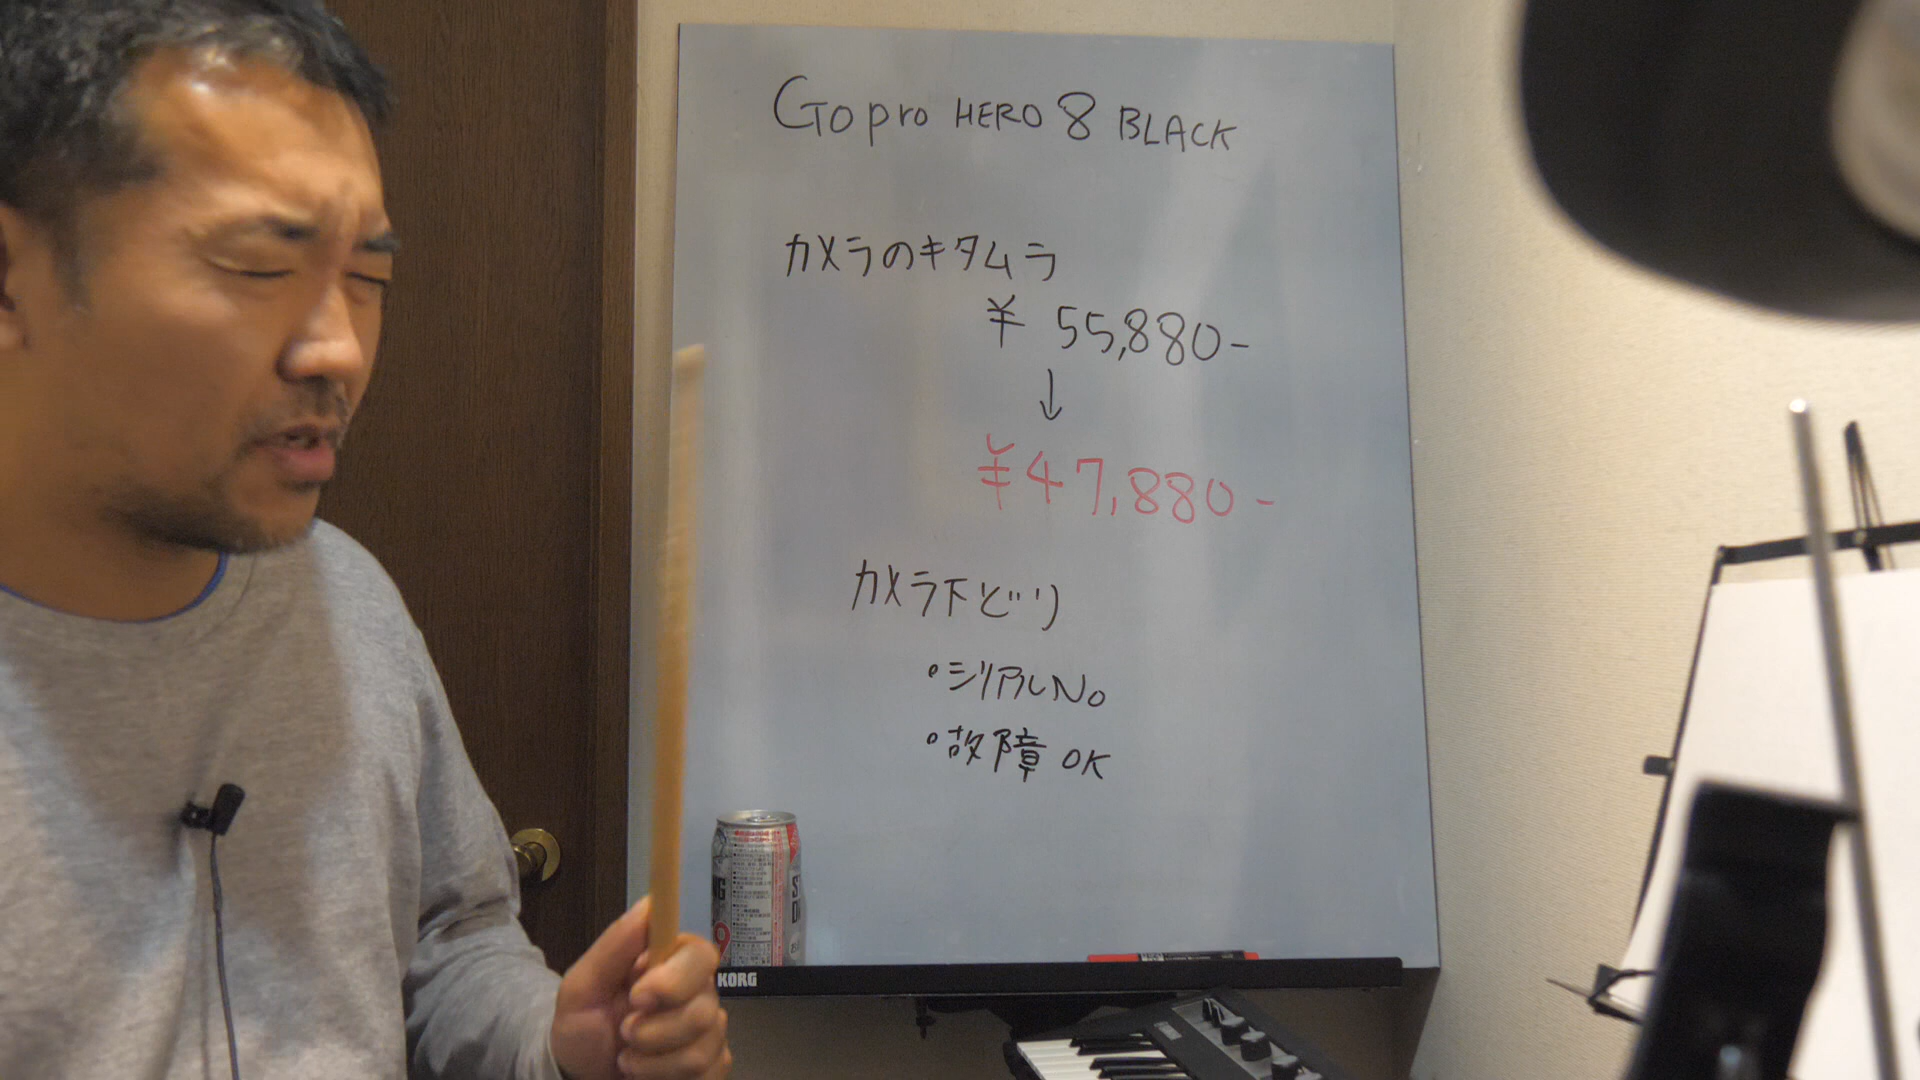 Gopro HERO 8 BLACK
カメラのキタムラ
¥ 55,880-
↓
¥47,880-
カメラ下どり
・シリアルNo
・故障 OK
KORG